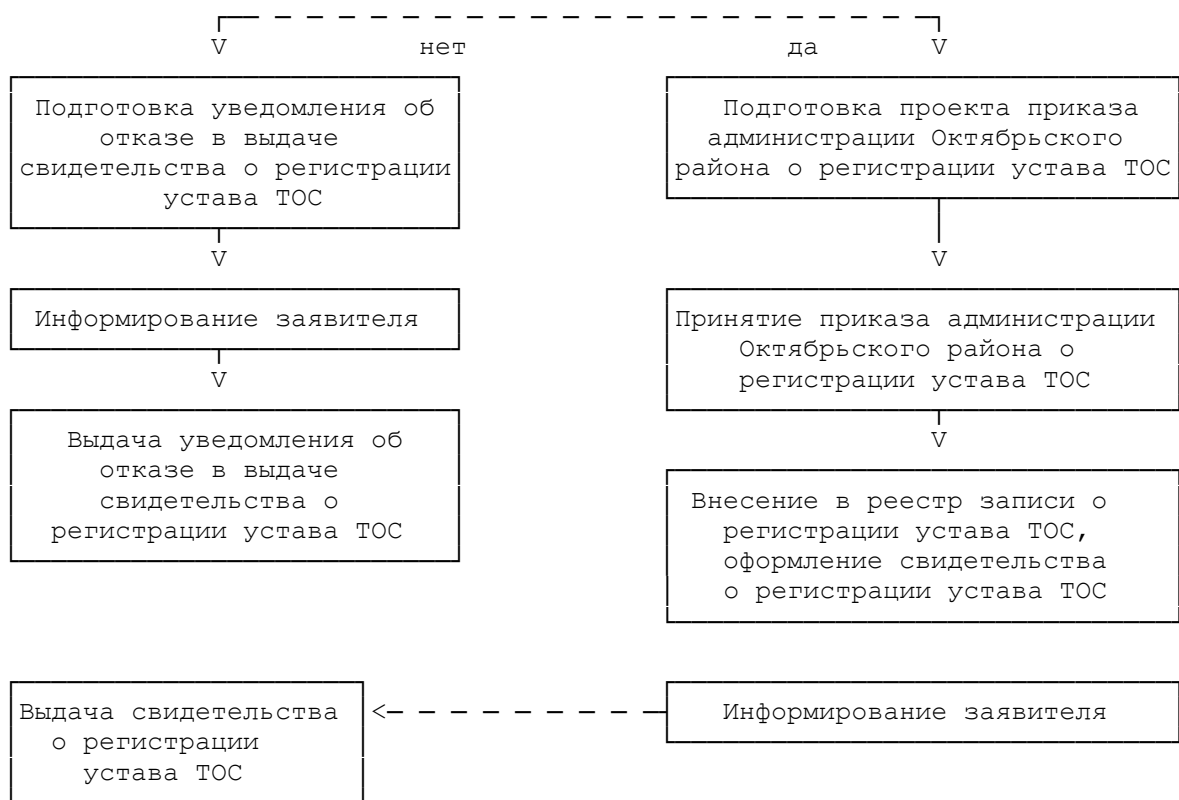 V нет да V
Подготовка уведомления об
отказе в выдаче
свидетельства о регистрации
устава ТОС
Подготовка проекта приказа
администрации Октябрьского
района о регистрации устава ТОС
V
V
Информирование заявителя
Принятие приказа администрации
Октябрьского района о
регистрации устава ТОС
V
V
Выдача уведомления об
отказе в выдаче
свидетельства о
регистрации устава ТОС
Внесение в реестр записи о
регистрации устава ТОС,
оформление свидетельства
о регистрации устава ТОС
Выдача свидетельства
о регистрации
устава ТОС
Информирование заявителя